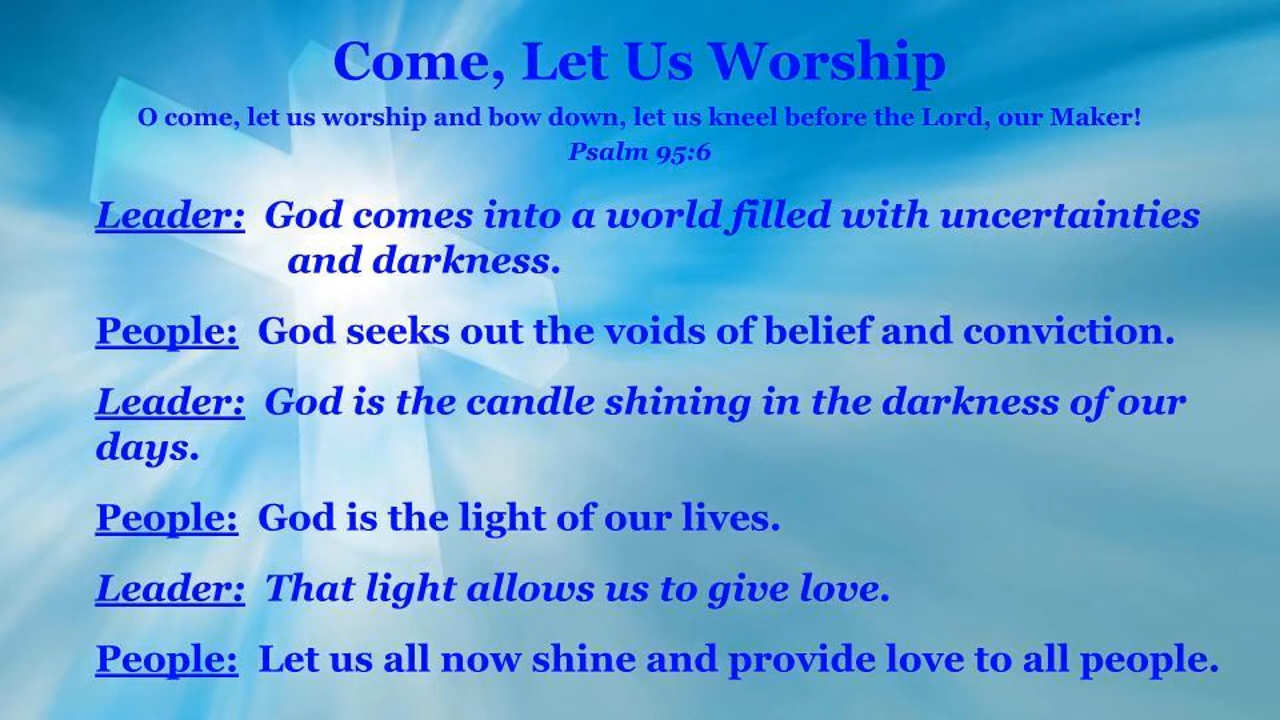 Come, Let Us Worship
O come, let us worship and bow down, let us kneel before the Lord, our Maker!
Psalm 95:6
Leader: God comes into a world filled with uncertainties
and darkness.
People: God seeks out the voids of belief and conviction.
Leader: God is the candle shining in the darkness of our
days.
People: God is the light of our lives.
Leader: That light allows us to give love.
People: Let us all now shine and provide love to all people.